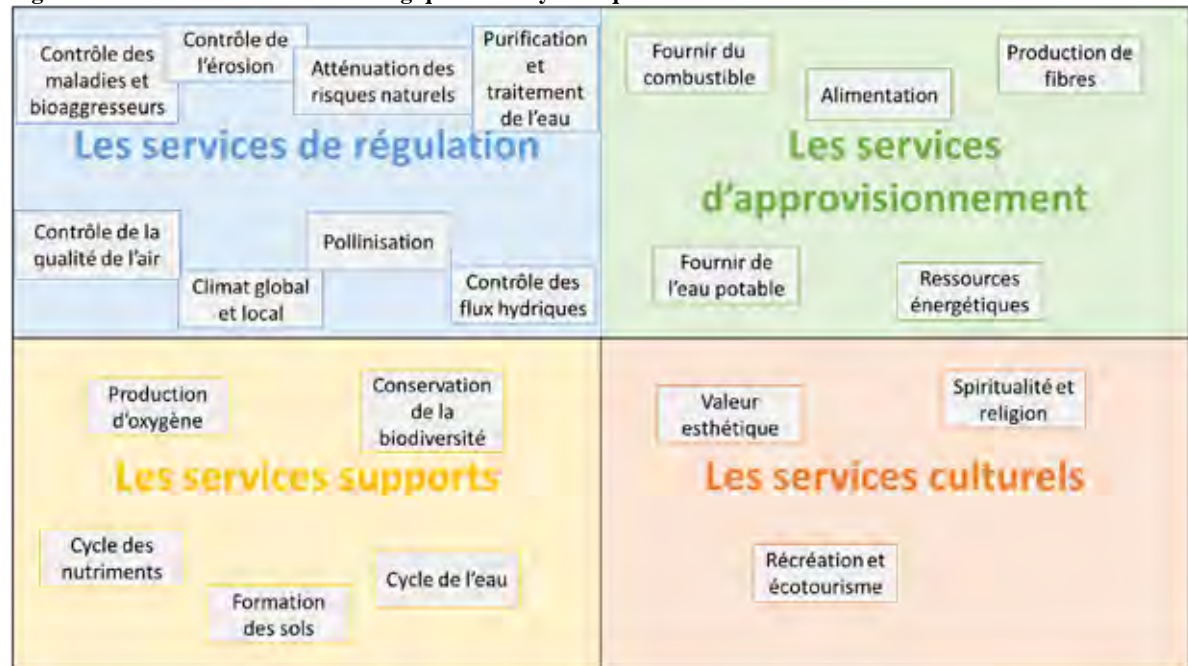 Contrôle des
maladies et
bioaggresseurs
Contrôle de
l'érosion
Atténuation des
risques naturels
Purification
et
traitement
de l'eau
Les services de régulation
Contrôle de la
qualité de l'air
Climat global
et local
Pollinisation
Contrôle des
flux hydriques
Fournir du
combustible
Alimentation
Production de
fibres
Les services
d'approvisionnement
Fournir de
l'eau potable
Ressources
énergétiques
Production
d'oxygène
Conservation
de la
biodiversité
Les services supports
Cycle des
nutriments
Formation
des sols
Cycle de l'eau
Valeur
esthétique
Spiritualité et
religion
Les services culturels
Récréation et
écotourisme